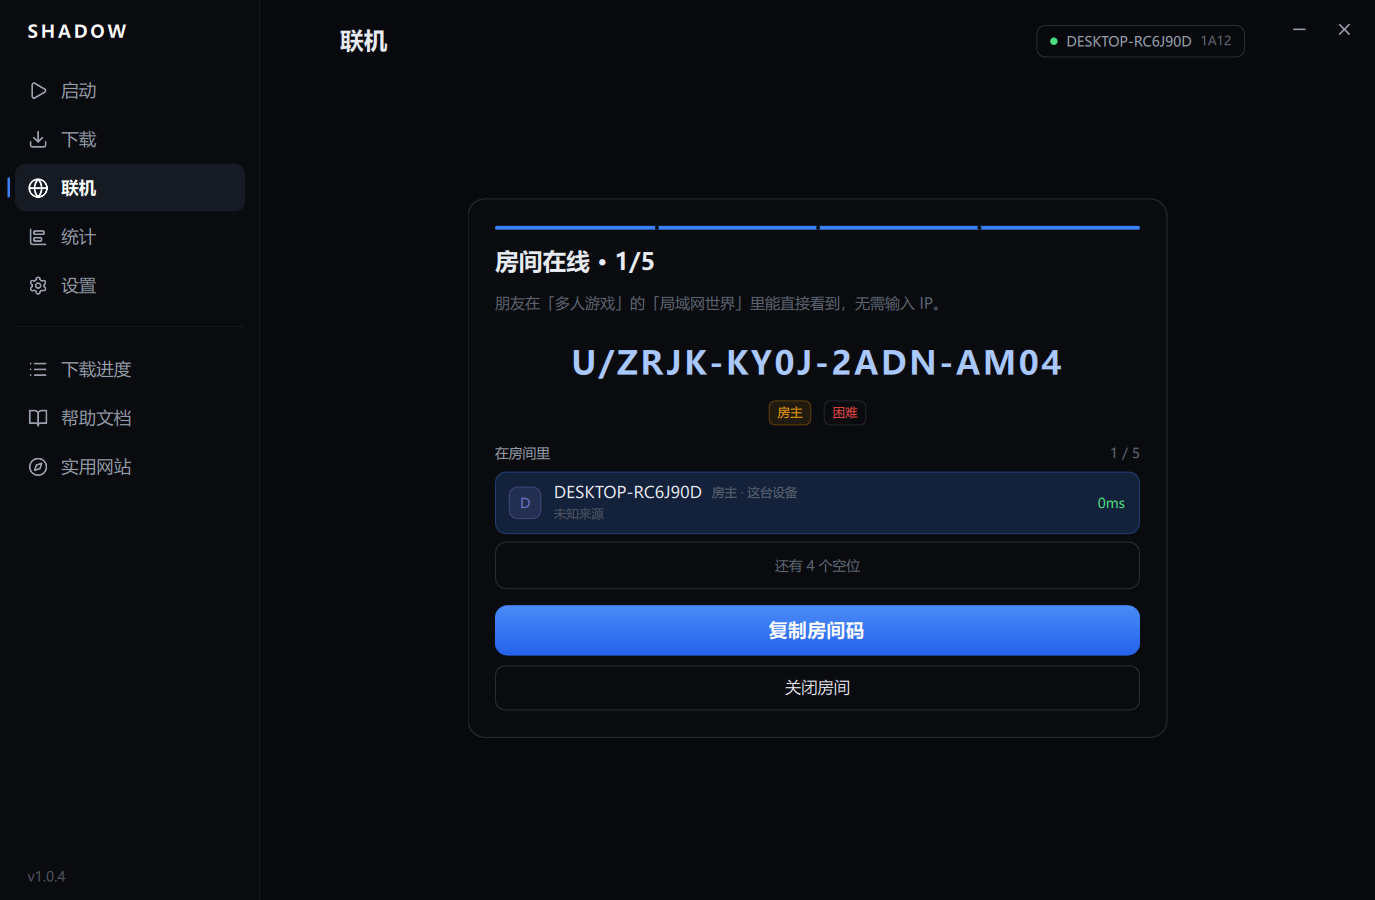 SHADOW
启动
下载
联机
统计
设置
下载进度
帮助文档
实用网站
v1.0.4
联机
DESKTOP-RC6J90D 1A12
房间在线 • 1/5
朋友在「多人游戏」的「局域网世界」里能直接看到，无需输入 IP。
U/ZRJK-KY0J-2ADN-AM04
房主 困难
在房间里 1 / 5
D
DESKTOP-RC6J90D 房主 · 这台设备
未知来源
0ms
还有 4 个空位
复制房间码
关闭房间